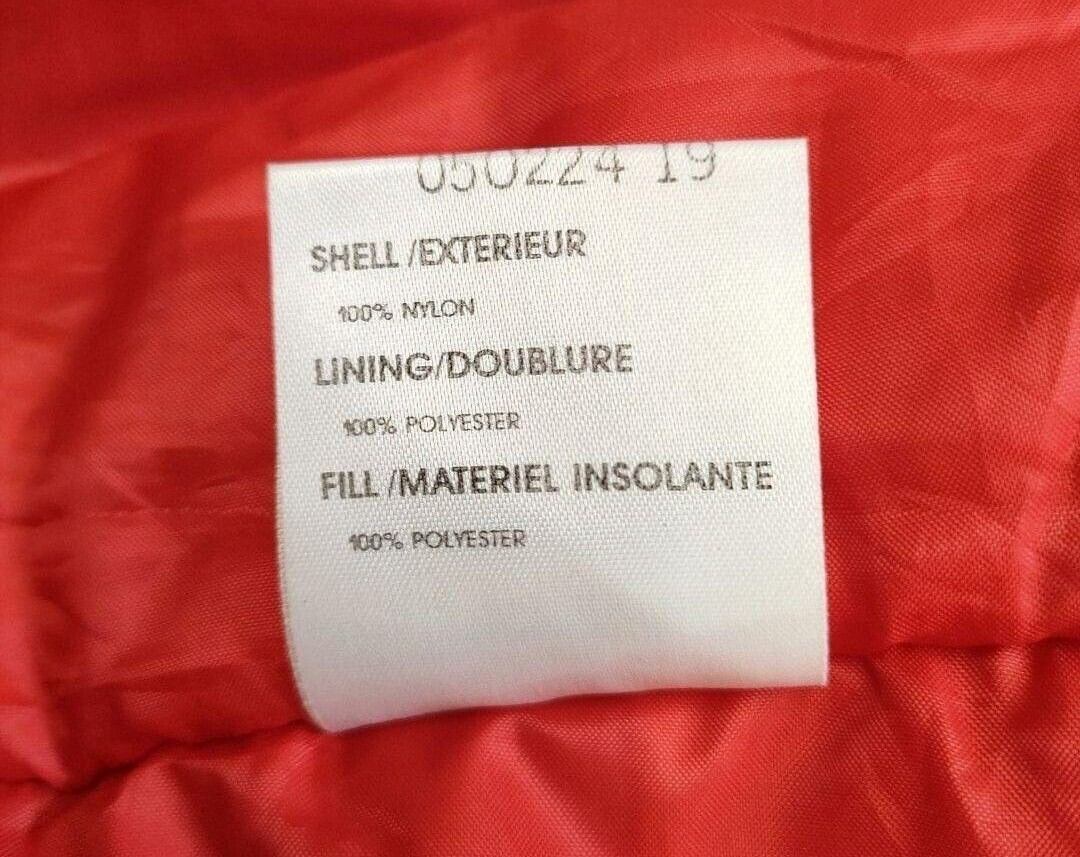 050224 19
SHELL/EXTERIEUR
100% NYLON
LINING/DOUBLURE
100% POLYESTER
FILL/MATERIEL INSOLANTE
100% POLYESTER